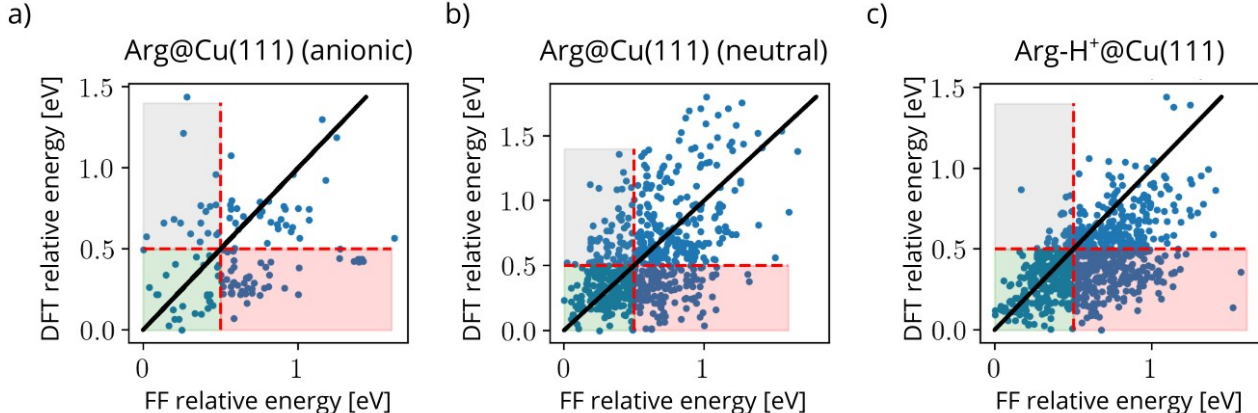 a)
Arg@Cu(111) (anionic)
DFT relative energy [eV]
1.5
1.0
0.5
0.0
0
1
FF relative energy [eV]
b)
Arg@Cu(111) (neutral)
DFT relative energy [eV]
1.5
1.0
0.5
0.0
0
1
FF relative energy [eV]
c)
Arg-H⁺@Cu(111)
DFT relative energy [eV]
1.5
1.0
0.5
0.0
0
1
FF relative energy [eV]